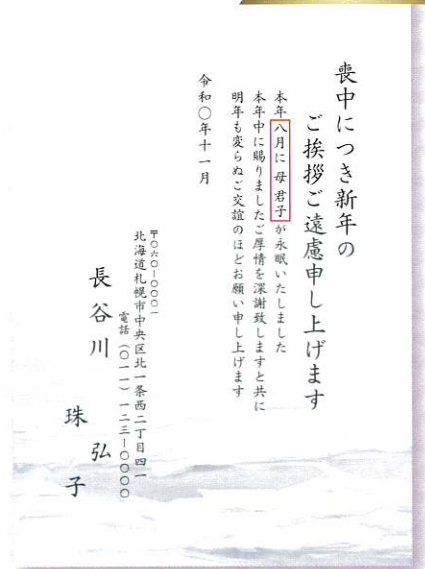 喪中につき新年の
ご挨拶ご遠慮申し上げます
本年八月に 母 君子が永眠いたしました
本年中に賜りましたご厚情を深謝致しますと共に
明年も変らぬご交誼のほどお願い申し上げます
令和〇年十一月
〒〇六〇―〇〇〇一
北海道札幌市中央区北一条西二丁目四―一
電話（〇一一）一二三―〇〇〇〇
長谷川 弘
珠子